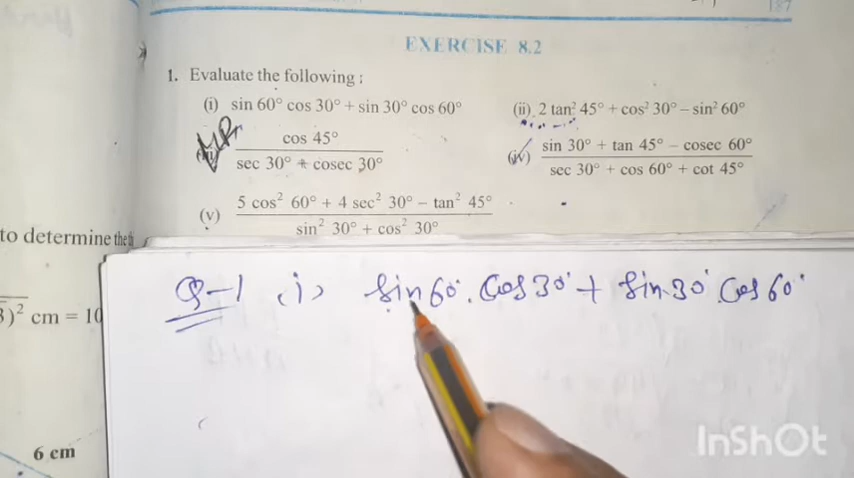 187
EXERCISE 8.2
1. Evaluate the following :
(i) sin 60° cos 30° + sin 30° cos 60°
(ii) 2 tan² 45° + cos² 30° – sin² 60°
cos 45°
sec 30° + cosec 30°
(iv) sin 30° + tan 45° – cosec 60°
sec 30° + cos 60° + cot 45°
(v) 5 cos² 60° + 4 sec² 30° – tan² 45°
sin² 30° + cos² 30°
to determine the
3)² cm = 10
6 cm
Q-1 (i) sin 60°. Cos 30° + sin 30° Cos 60°
InShOt